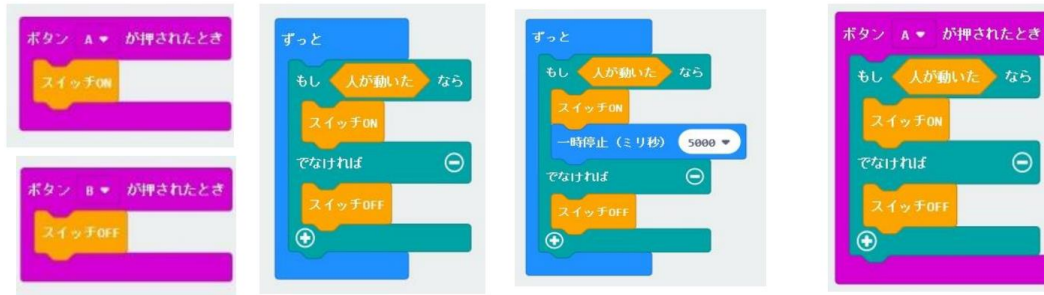 ボタン A が押されたとき
スイッチON
ボタン B が押されたとき
スイッチOFF
ずっと
もし 人が動いた なら
スイッチON
でなければ
スイッチOFF
ずっと
もし 人が動いた なら
スイッチON
一時停止（ミリ秒） 5000
でなければ
スイッチOFF
ボタン A が押されたとき
もし 人が動いた なら
スイッチON
でなければ
スイッチOFF